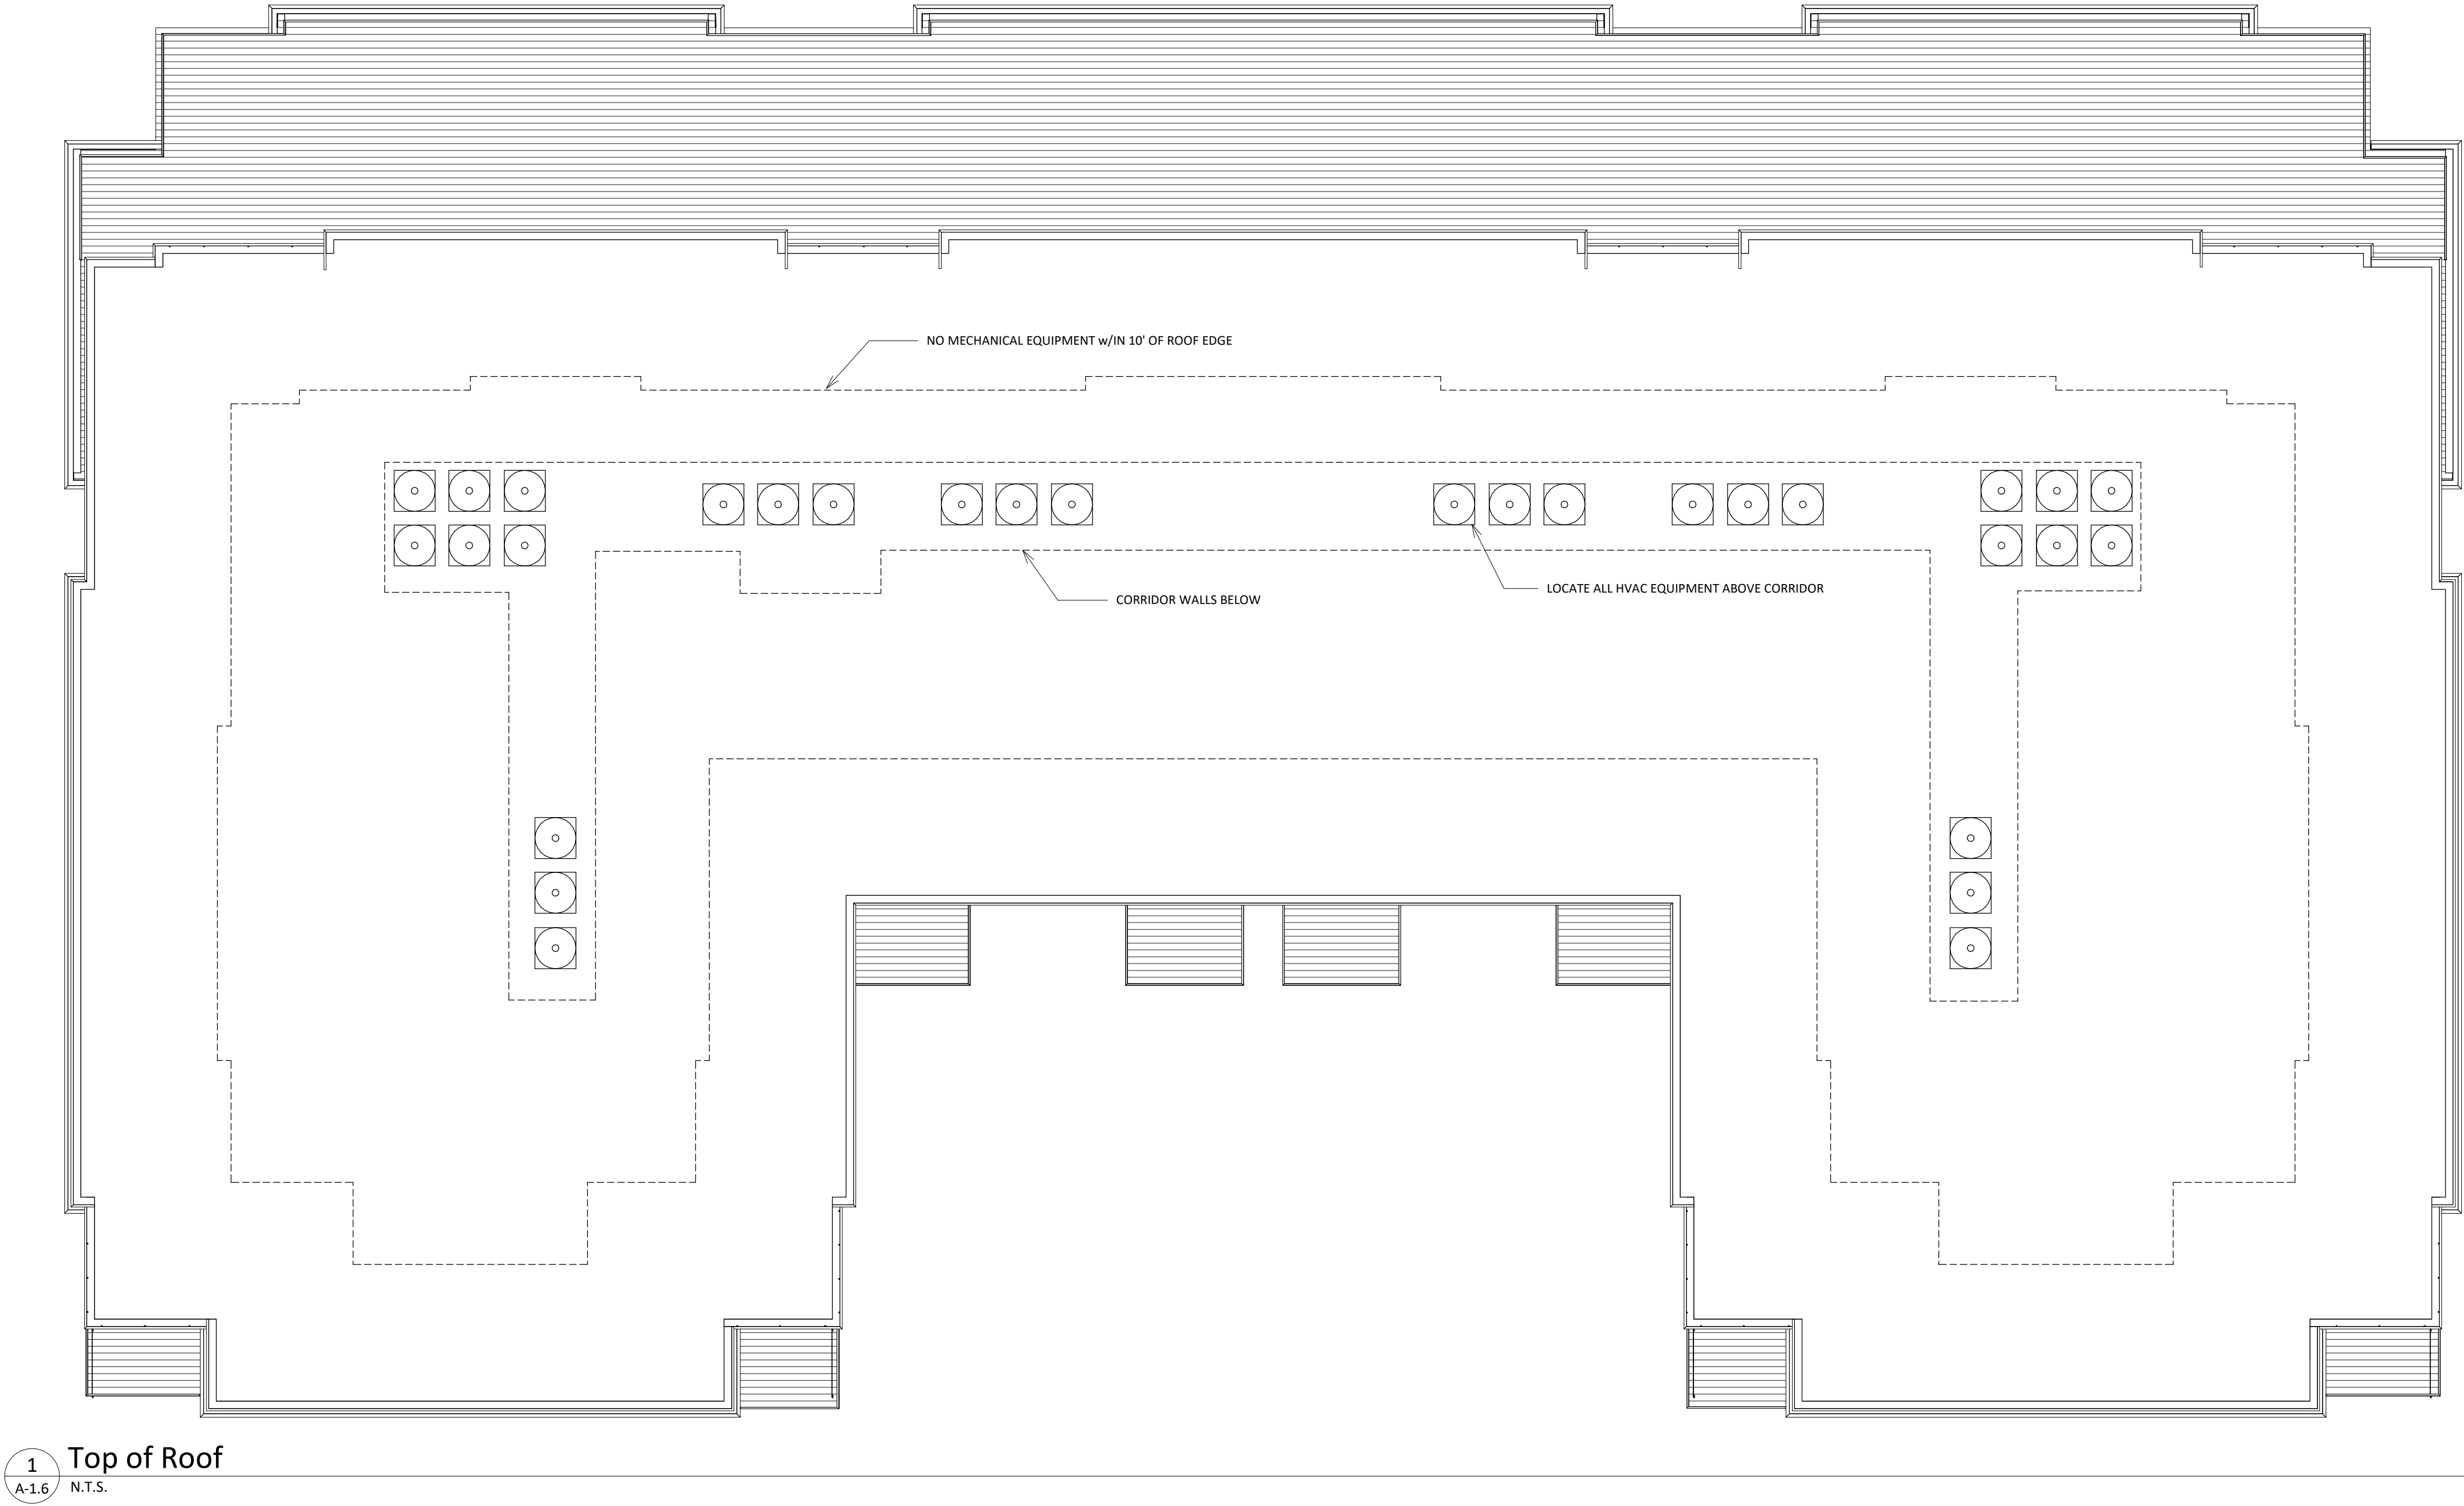 NO MECHANICAL EQUIPMENT w/IN 10' OF ROOF EDGE
LOCATE ALL HVAC EQUIPMENT ABOVE CORRIDOR
CORRIDOR WALLS BELOW
1
A-1.6
Top of Roof
N.T.S.